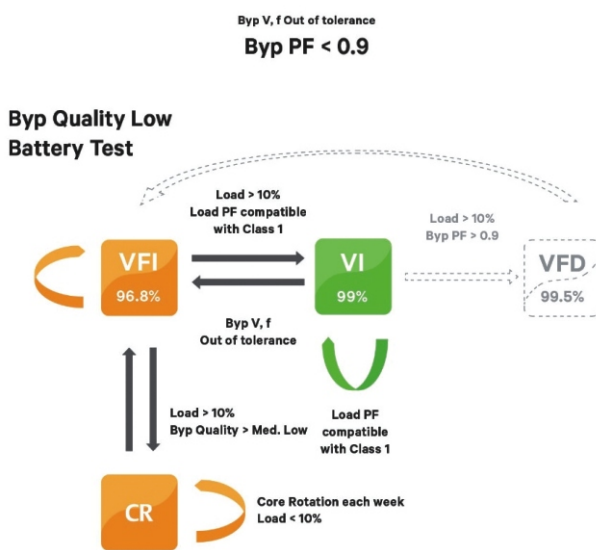 Byp V, f Out of tolerance
Byp PF < 0.9
Byp Quality Low
Battery Test
Load > 10%
Load PF compatible
with Class 1
Load > 10%
Byp PF > 0.9
VFI
96.8%
VI
99%
VFD
99.5%
Byp V, f
Out of tolerance
Load > 10%
Byp Quality > Med. Low
Load PF
compatible
with Class 1
CR
Core Rotation each week
Load < 10%